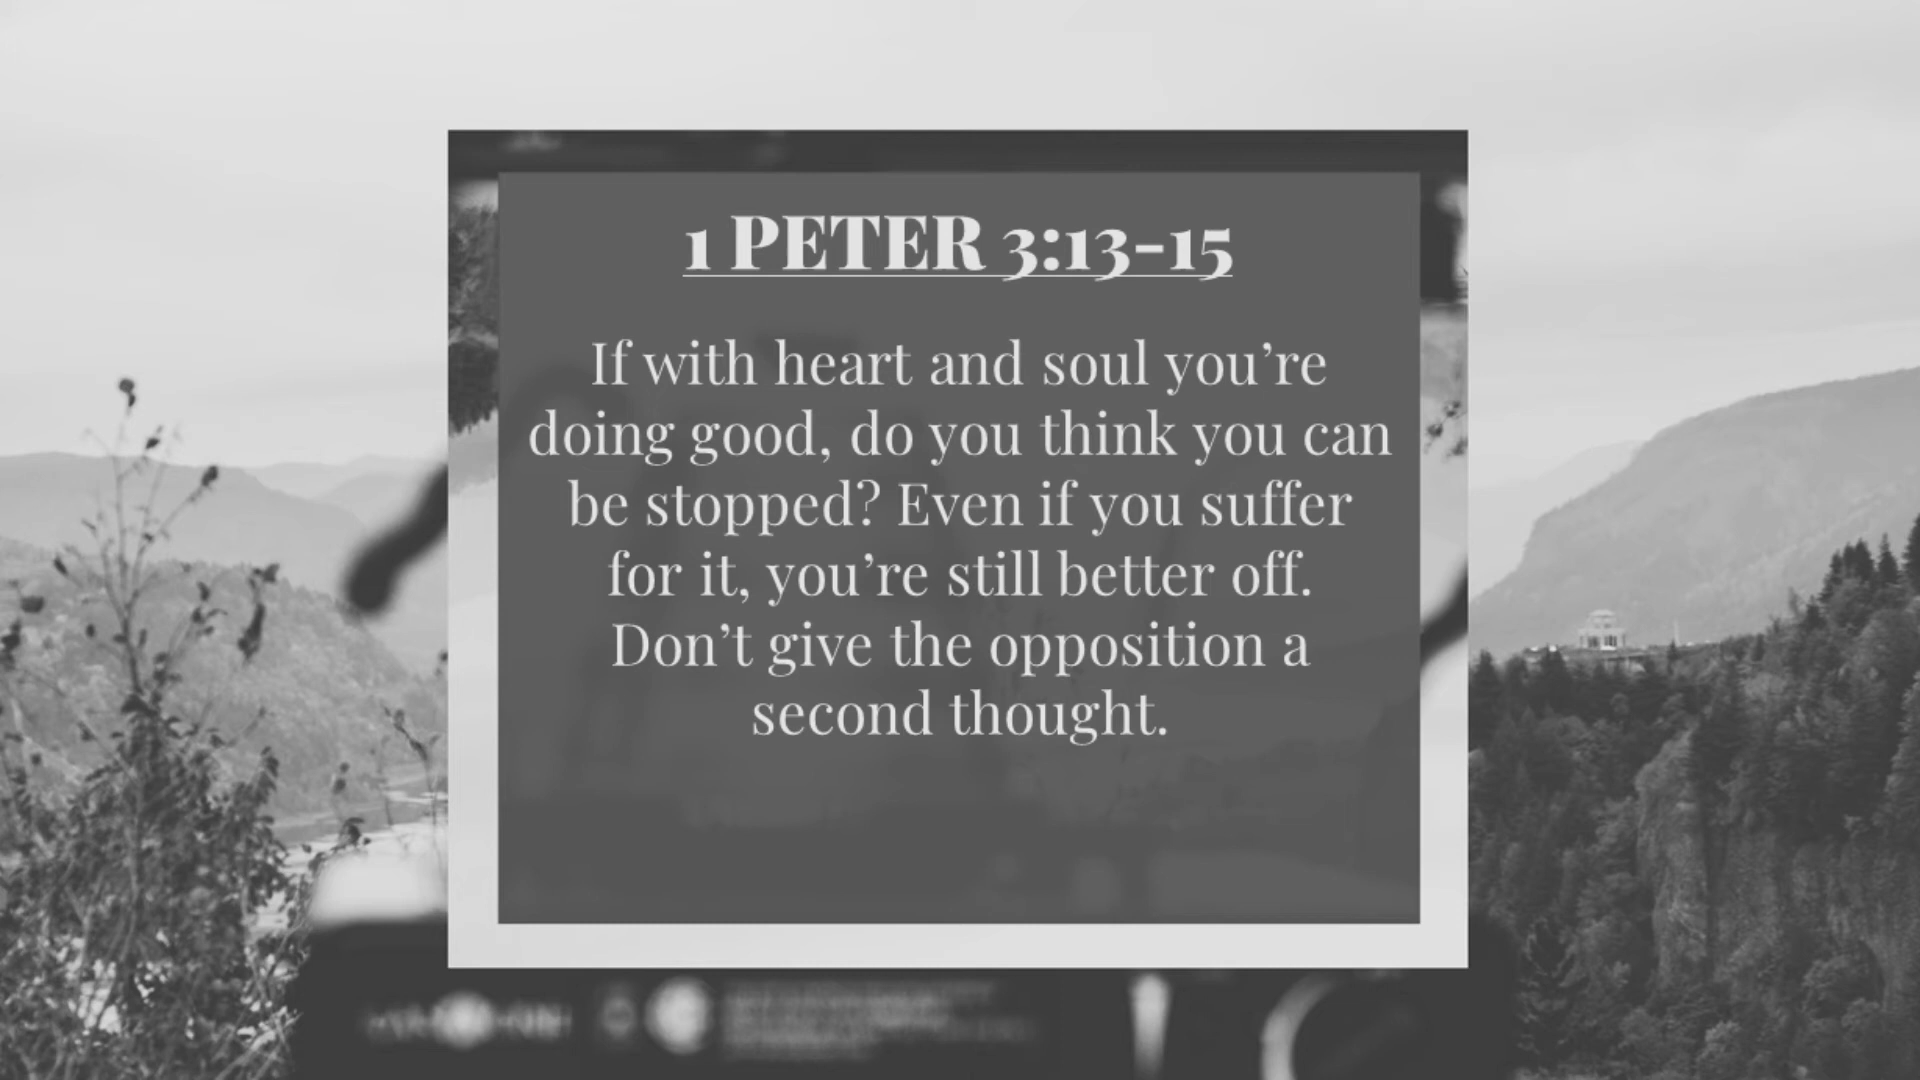 1 PETER 3:13-15
If with heart and soul you’re
doing good, do you think you can
be stopped? Even if you suffer
for it, you’re still better off.
Don’t give the opposition a
second thought.